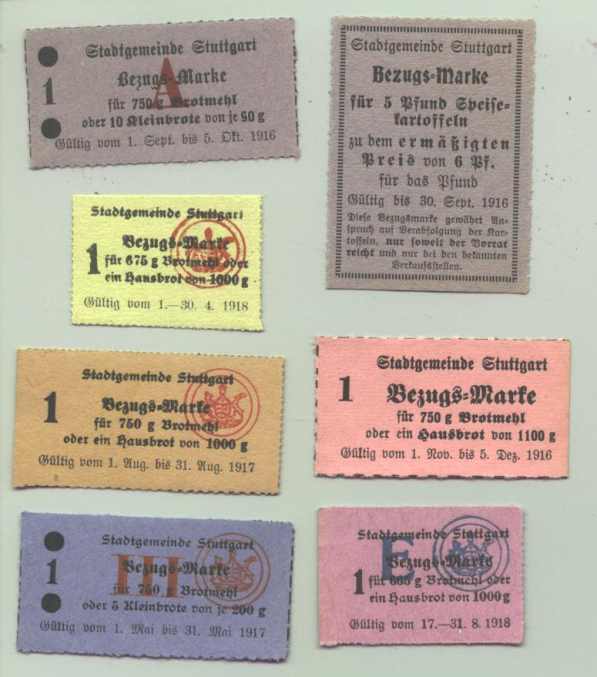 Stadtgemeinde Stuttgart
A
1
Bezugs-Marke
für 750 g Brotmehl
oder 10 Kleinbrote von je 90 g
Gültig vom 1. Sept. bis 5. Okt. 1916
Stadtgemeinde Stuttgart
Bezugs-Marke
für 5 Pfund Speise-
kartoffeln
zu dem ermäßigten
Preis von 6 Pf.
für das Pfund
Gültig bis 30. Sept. 1916
Diese Bezugsmarke gewährt An-
spruch auf Verabfolgung der Kar-
toffeln, nur soweit der Vorrat
reicht und nur bei den bekannten
Verkaufsstellen.
Stadtgemeinde Stuttgart
1
Bezugs-Marke
für 675 g Brotmehl oder
ein Hausbrot von 1000 g
Gültig vom 1.—30. 4. 1918
Stadtgemeinde Stuttgart
1
Bezugs-Marke
für 750 g Brotmehl
oder ein Hausbrot von 1000 g
Gültig vom 1. Aug. bis 31. Aug. 1917
Stadtgemeinde Stuttgart
1
Bezugs-Marke
für 750 g Brotmehl
oder ein Hausbrot von 1100 g
Gültig vom 1. Nov. bis 5. Dez. 1916
Stadtgemeinde Stuttgart
III
1
Bezugs-Marke
für 750 g Brotmehl
oder 5 Kleinbrote von je 200 g
Gültig vom 1. Mai bis 31. Mai 1917
Stadtgemeinde Stuttgart
E
1
Bezugs-Marke
für 665 g Brotmehl oder
ein Hausbrot von 1000 g
Gültig vom 17.—31. 8. 1918